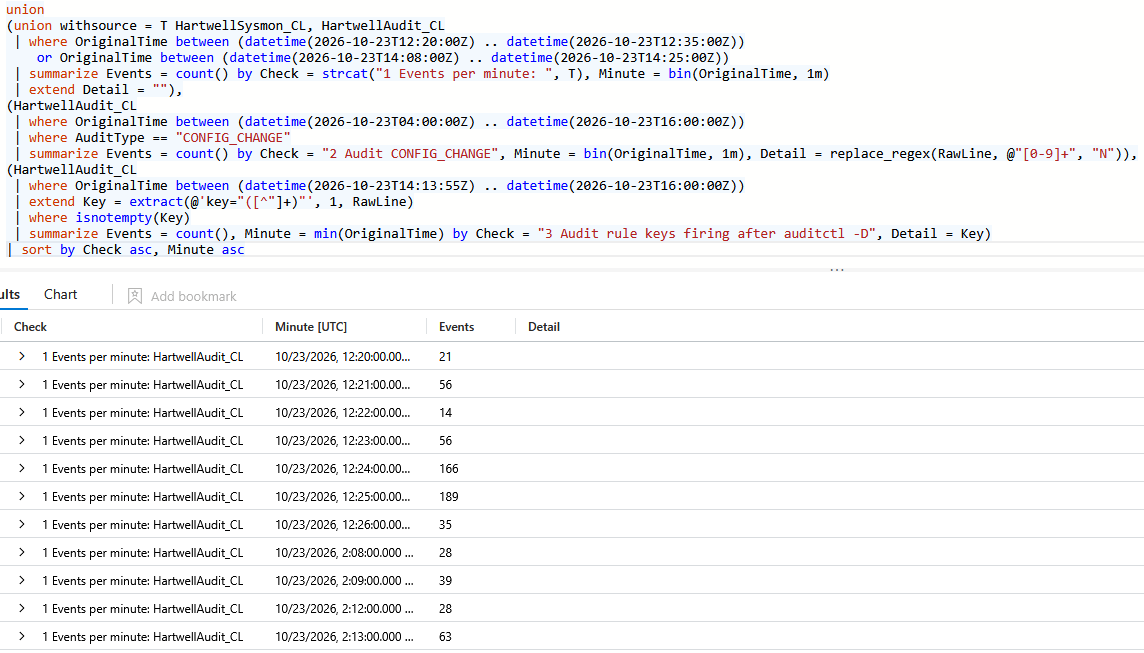 union
(union withsource = T HartwellSysmon_CL, HartwellAudit_CL
| where OriginalTime between (datetime(2026-10-23T12:20:00Z) .. datetime(2026-10-23T12:35:00Z))
or OriginalTime between (datetime(2026-10-23T14:08:00Z) .. datetime(2026-10-23T14:25:00Z))
| summarize Events = count() by Check = strcat("1 Events per minute: ", T), Minute = bin(OriginalTime, 1m)
| extend Detail = ""),
(HartwellAudit_CL
| where OriginalTime between (datetime(2026-10-23T04:00:00Z) .. datetime(2026-10-23T16:00:00Z))
| where AuditType == "CONFIG_CHANGE"
| summarize Events = count() by Check = "2 Audit CONFIG_CHANGE", Minute = bin(OriginalTime, 1m), Detail = replace_regex(RawLine, @"[0-9]+", "N")),
(HartwellAudit_CL
| where OriginalTime between (datetime(2026-10-23T14:13:55Z) .. datetime(2026-10-23T16:00:00Z))
| extend Key = extract(@'key="([^"]+)"', 1, RawLine)
| where isnotempty(Key)
| summarize Events = count(), Minute = min(OriginalTime) by Check = "3 Audit rule keys firing after auditctl -D", Detail = Key)
| sort by Check asc, Minute asc
...
ults Chart Add bookmark
Check Minute [UTC] Events Detail
1 Events per minute: HartwellAudit_CL 10/23/2026, 12:20:00.00... 21
1 Events per minute: HartwellAudit_CL 10/23/2026, 12:21:00.00... 56
1 Events per minute: HartwellAudit_CL 10/23/2026, 12:22:00.00... 14
1 Events per minute: HartwellAudit_CL 10/23/2026, 12:23:00.00... 56
1 Events per minute: HartwellAudit_CL 10/23/2026, 12:24:00.00... 166
1 Events per minute: HartwellAudit_CL 10/23/2026, 12:25:00.00... 189
1 Events per minute: HartwellAudit_CL 10/23/2026, 12:26:00.00... 35
1 Events per minute: HartwellAudit_CL 10/23/2026, 2:08:00.000 ... 28
1 Events per minute: HartwellAudit_CL 10/23/2026, 2:09:00.000 ... 39
1 Events per minute: HartwellAudit_CL 10/23/2026, 2:12:00.000 ... 28
1 Events per minute: HartwellAudit_CL 10/23/2026, 2:13:00.000 ... 63